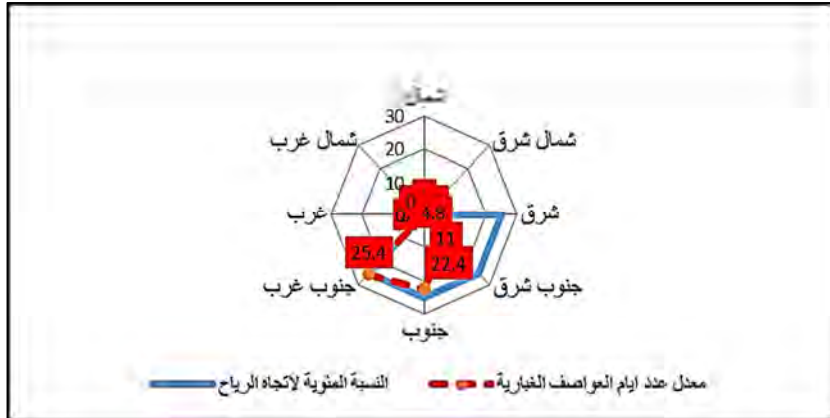 شمال
30
شمال غرب
20
شمال شرق
10
0
0
4.8
غرب
شرق
11
25.4
22.4
جنوب غرب
جنوب شرق
جنوب
النسبة المئوية لاتجاه الرياح
معدل عدد ايام العواصف الغبارية